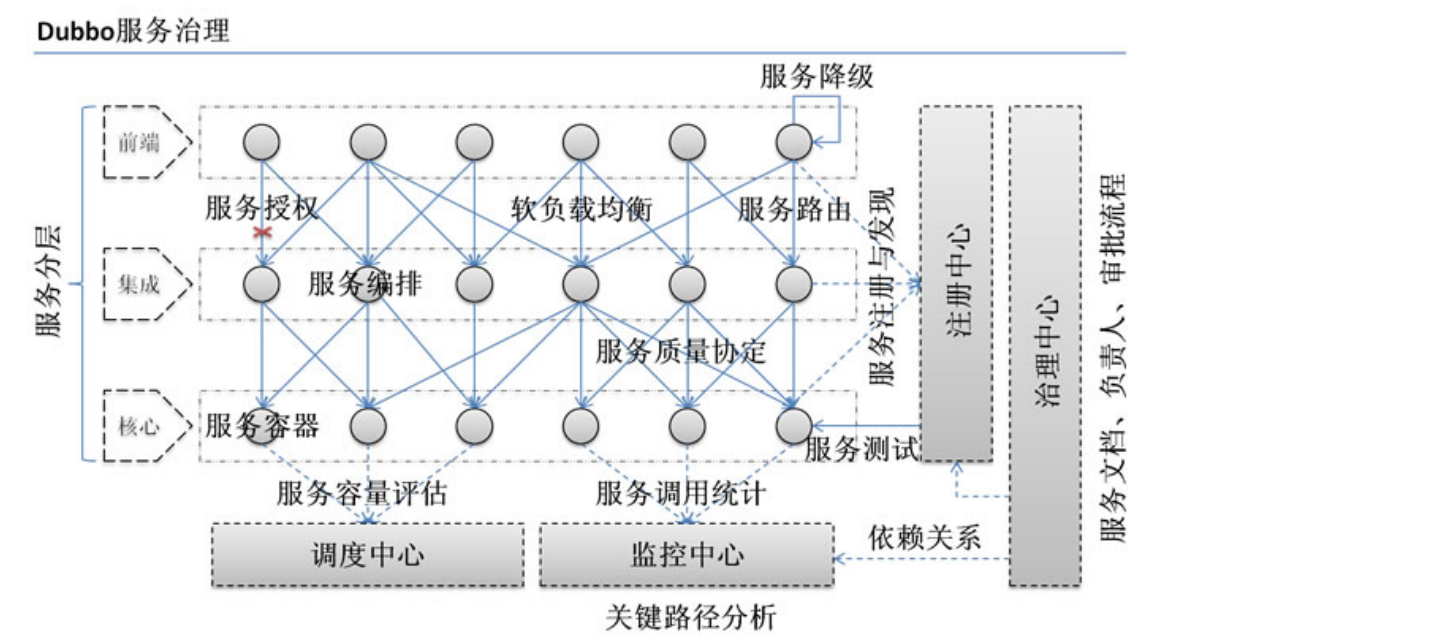 Dubbo服务治理
服务降级
前端
服务授权
软负载均衡
服务路由
服务分层
集成
服务编排
服务注册与发现
注册中心
治理中心
服务文档、负责人、审批流程
服务质量协定
核心
服务容器
服务测试
服务容量评估
服务调用统计
依赖关系
调度中心
监控中心
关键路径分析